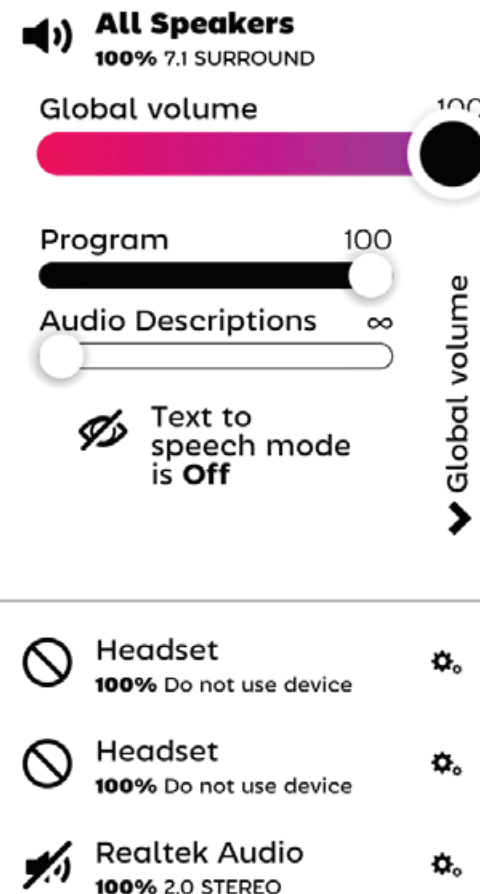 All Speakers
100% 7.1 SURROUND
Global volume 100
Program 100
Audio Descriptions ∞
Global volume
Text to
speech mode
is Off
Headset
100% Do not use device
Headset
100% Do not use device
Realtek Audio
100% 2.0 STEREO